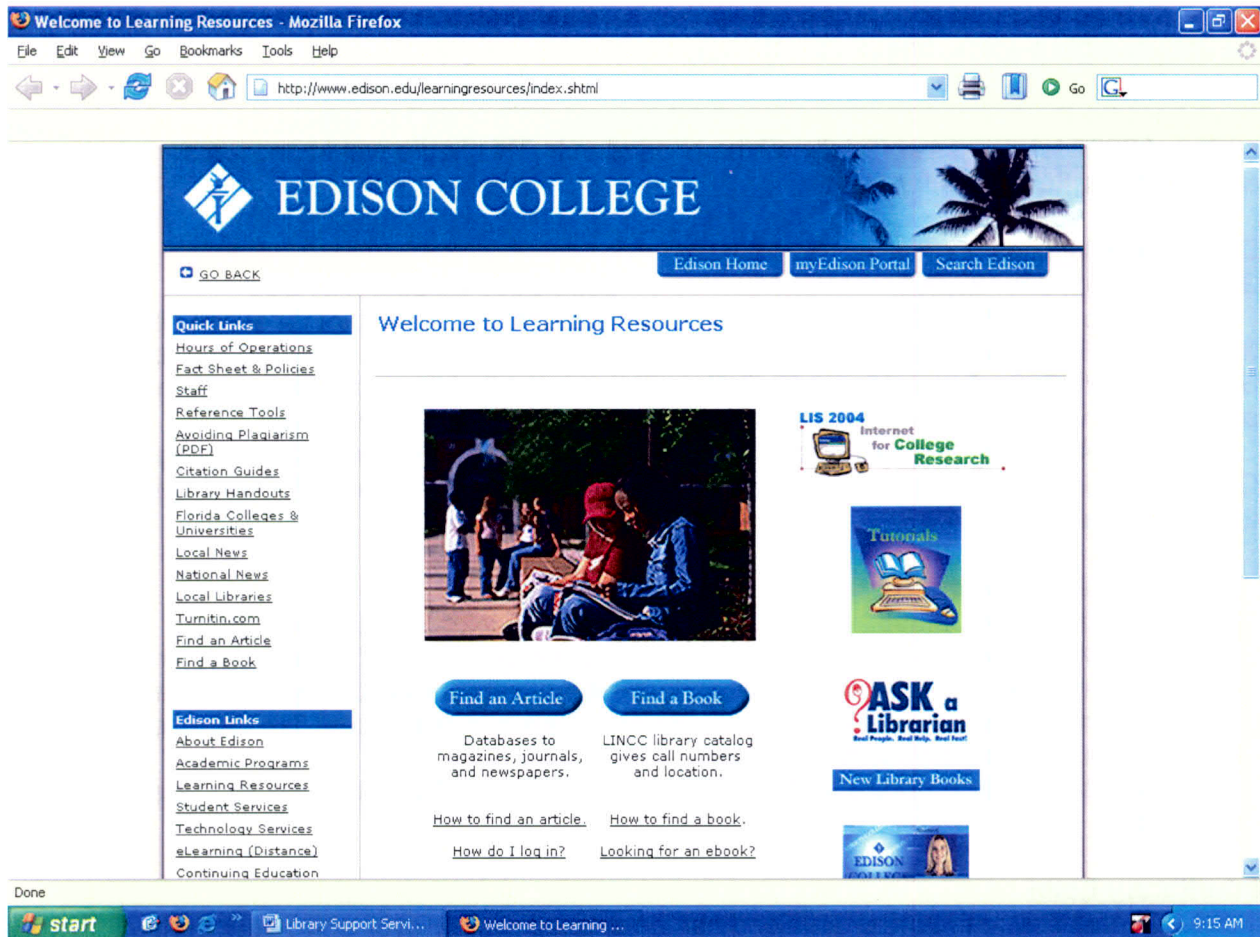 Welcome to Learning Resources - Mozilla Firefox
File Edit View Go Bookmarks Tools Help
http://www.edison.edu/learningresources/index.shtml
Go
G
EDISON COLLEGE
GO BACK
Edison Home
myEdison Portal
Search Edison
Quick Links
Hours of Operations
Fact Sheet & Policies
Staff
Reference Tools
Avoiding Plagiarism
(PDF)
Citation Guides
Library Handouts
Florida Colleges &
Universities
Local News
National News
Local Libraries
Turnitin.com
Find an Article
Find a Book
Edison Links
About Edison
Academic Programs
Learning Resources
Student Services
Technology Services
eLearning (Distance)
Continuing Education
Welcome to Learning Resources
Find an Article
Databases to
magazines, journals,
and newspapers.
How to find an article.
How do I log in?
Find a Book
LINCC library catalog
gives call numbers
and location.
How to find a book.
Looking for an ebook?
LIS 2004
Internet
for College
Research
Tutorials
ASK a
Librarian
Real People. Real Help. Real Fast!
New Library Books
EDISON
COLLEGE
Done
start
Library Support Servi...
Welcome to Learning ...
9:15 AM